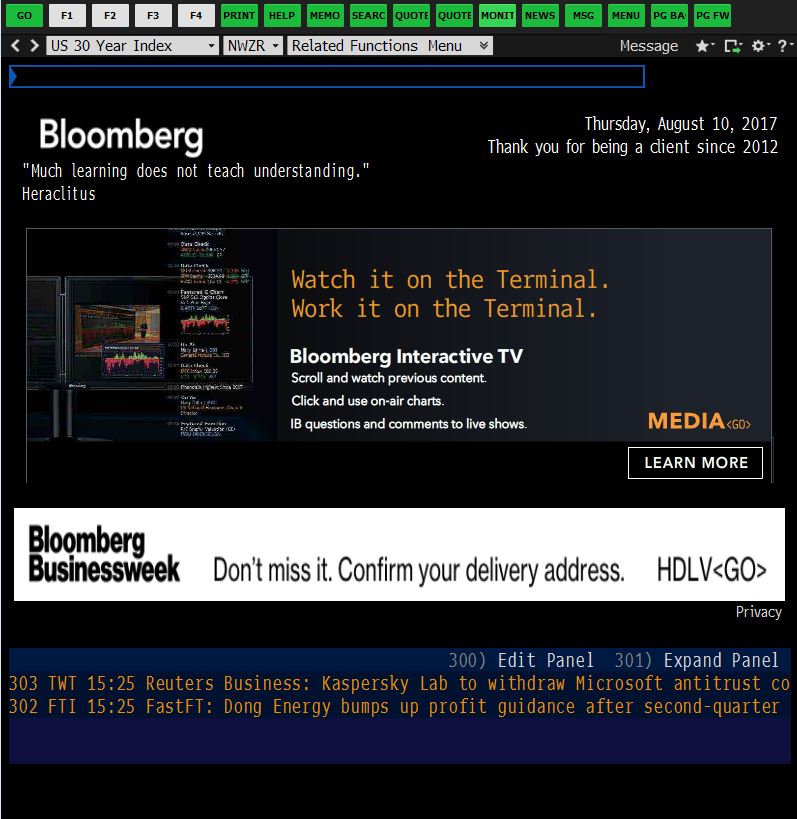 GO F1 F2 F3 F4 PRINT HELP MEMO SEARC QUOTE QUOTE MONIT NEWS MSG MENU PG BA PG FW
US 30 Year Index NWZR Related Functions Menu Message ?
Bloomberg
Thursday, August 10, 2017
Thank you for being a client since 2012
"Much learning does not teach understanding."
Heraclitus
Watch it on the Terminal.
Work it on the Terminal.
Bloomberg Interactive TV
Scroll and watch previous content.
Click and use on-air charts.
IB questions and comments to live shows.
MEDIA<GO>
LEARN MORE
Bloomberg
Businessweek
Don't miss it. Confirm your delivery address. HDLV<GO>
Privacy
300) Edit Panel 301) Expand Panel
303 TWT 15:25 Reuters Business: Kaspersky Lab to withdraw Microsoft antitrust co
302 FTI 15:25 FastFT: Dong Energy bumps up profit guidance after second-quarter